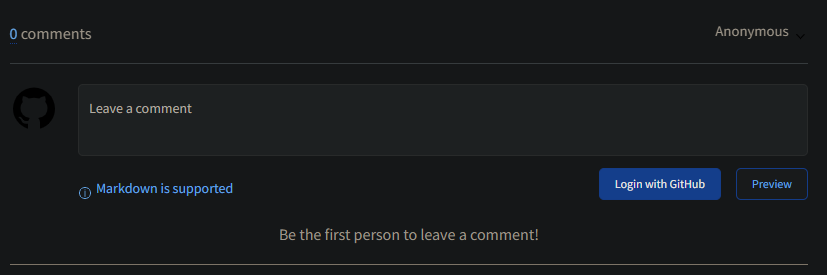 0 comments
Anonymous
Leave a comment
Markdown is supported
Login with GitHub
Preview
Be the first person to leave a comment!